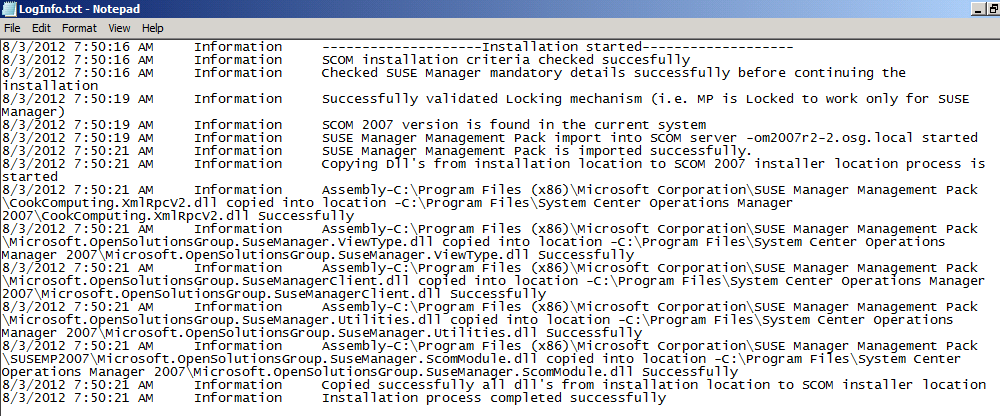 LogInfo.txt - Notepad
File Edit Format View Help
8/3/2012 7:50:16 AM Information --------------------Installation started-------------------
8/3/2012 7:50:16 AM Information SCOM installation criteria checked succesfully
8/3/2012 7:50:16 AM Information Checked SUSE Manager mandatory details successfully before continuing the
installation
8/3/2012 7:50:19 AM Information Successfully validated Locking mechanism (i.e. MP is Locked to work only for SUSE
Manager)
8/3/2012 7:50:19 AM Information SCOM 2007 version is found in the current system
8/3/2012 7:50:19 AM Information SUSE Manager Management Pack import into SCOM server -om2007r2-2.osg.local started
8/3/2012 7:50:21 AM Information SUSE Manager Management Pack is imported successfully.
8/3/2012 7:50:21 AM Information Copying Dll's from installation location to SCOM 2007 installer location process is
started
8/3/2012 7:50:21 AM Information Assembly-C:\Program Files (x86)\Microsoft Corporation\SUSE Manager Management Pack
\CookComputing.XmlRpcV2.dll copied into location -C:\Program Files\System Center Operations Manager
2007\CookComputing.XmlRpcV2.dll Successfully
8/3/2012 7:50:21 AM Information Assembly-C:\Program Files (x86)\Microsoft Corporation\SUSE Manager Management Pack
\Microsoft.OpenSolutionsGroup.SuseManager.ViewType.dll copied into location -C:\Program Files\System Center Operations
Manager 2007\Microsoft.OpenSolutionsGroup.SuseManager.ViewType.dll Successfully
8/3/2012 7:50:21 AM Information Assembly-C:\Program Files (x86)\Microsoft Corporation\SUSE Manager Management Pack
\Microsoft.OpenSolutionsGroup.SuseManagerClient.dll copied into location -C:\Program Files\System Center Operations Manager
2007\Microsoft.OpenSolutionsGroup.SuseManagerClient.dll Successfully
8/3/2012 7:50:21 AM Information Assembly-C:\Program Files (x86)\Microsoft Corporation\SUSE Manager Management Pack
\Microsoft.OpenSolutionsGroup.SuseManager.Utilities.dll copied into location -C:\Program Files\System Center Operations
Manager 2007\Microsoft.OpenSolutionsGroup.SuseManager.Utilities.dll Successfully
8/3/2012 7:50:21 AM Information Assembly-C:\Program Files (x86)\Microsoft Corporation\SUSE Manager Management Pack
\SUSEMP2007\Microsoft.OpenSolutionsGroup.SuseManager.ScomModule.dll copied into location -C:\Program Files\System Center
Operations Manager 2007\Microsoft.OpenSolutionsGroup.SuseManager.ScomModule.dll Successfully
8/3/2012 7:50:21 AM Information Copied successfully all dll's from installation location to SCOM installer location
8/3/2012 7:50:21 AM Information Installation process completed successfully